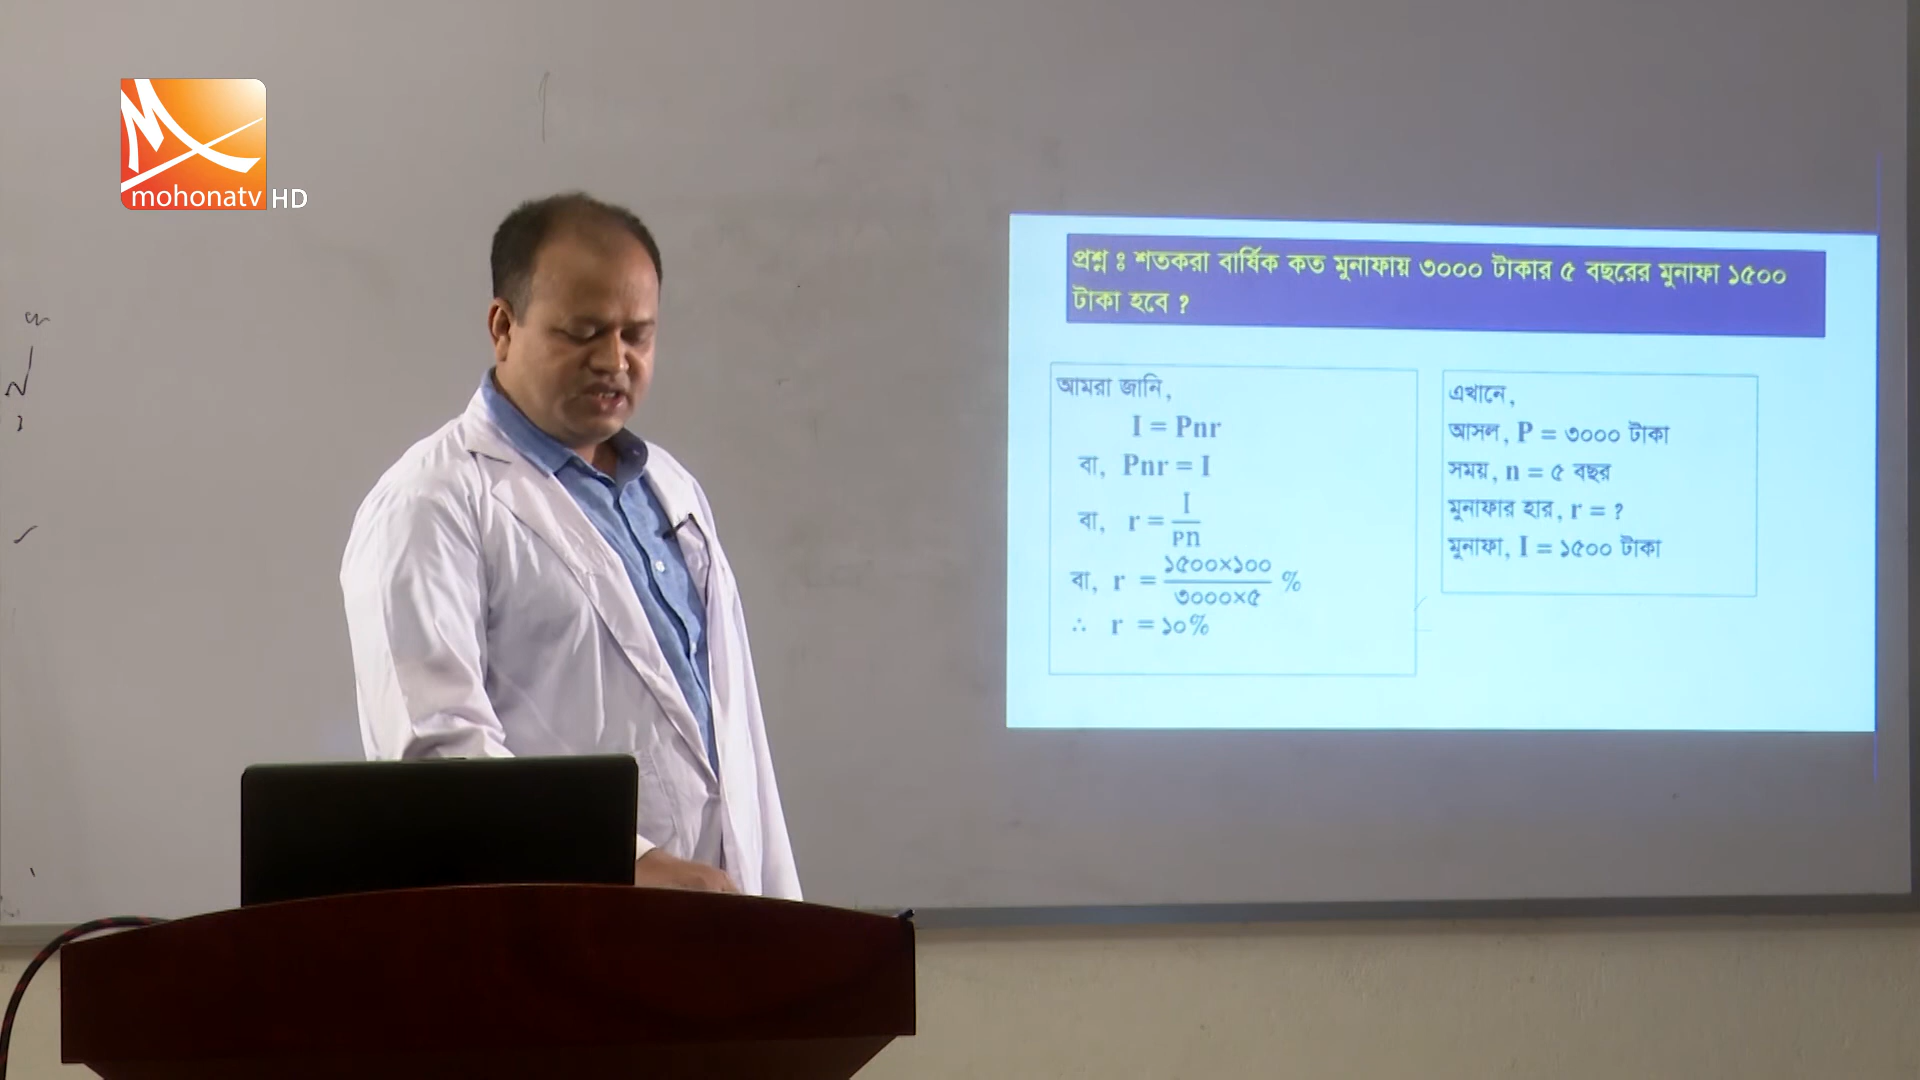 mohonatv HD
প্রশ্ন ঃ শতকরা বার্ষিক কত মুনাফায় ৩০০০ টাকার ৫ বছরের মুনাফা ১৫০০
টাকা হবে ?
আমরা জানি,
I = Pnr
বা, Pnr = I
বা, r = I
Pn
বা, r = ১৫০০×১০০ %
৩০০০×৫
∴ r = ১০%
এখানে,
আসল, P = ৩০০০ টাকা
সময়, n = ৫ বছর
মুনাফার হার, r = ?
মুনাফা, I = ১৫০০ টাকা